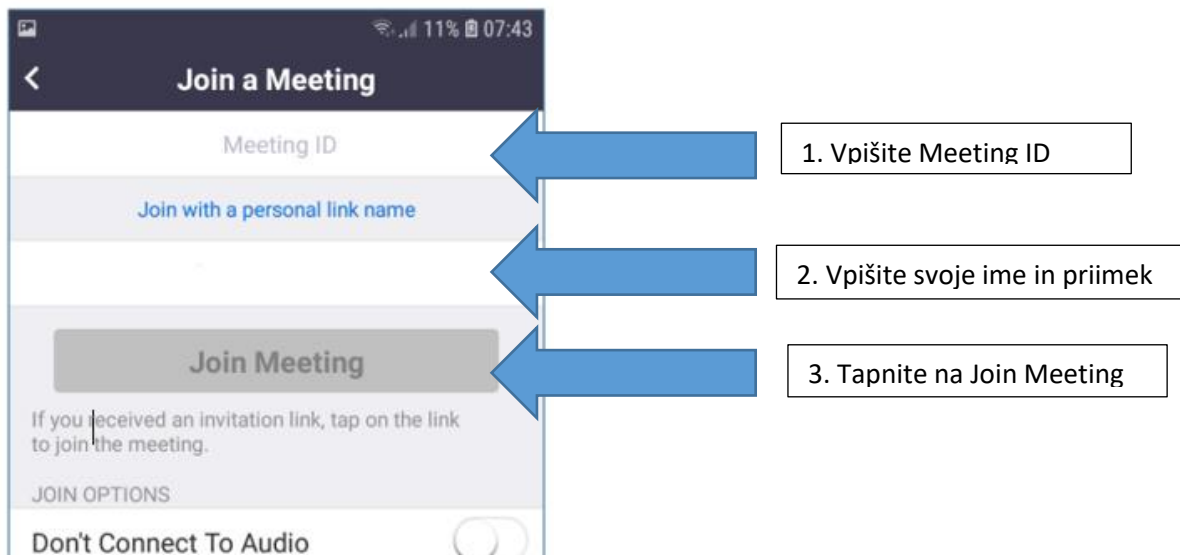 11% 07:43
Join a Meeting
Meeting ID
1. Vpišite Meeting ID
Join with a personal link name
2. Vpišite svoje ime in priimek
Join Meeting
3. Tapnite na Join Meeting
If you received an invitation link, tap on the link
to join the meeting.
JOIN OPTIONS
Don't Connect To Audio